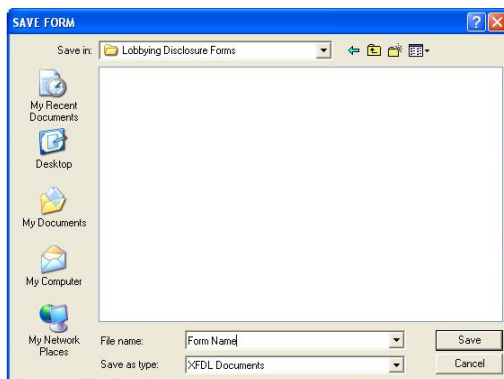 SAVE FORM
Save in:
Lobbying Disclosure Forms
My Recent
Documents
Desktop
My Documents
My Computer
My Network
Places
File name:
Form Name
Save
Save as type:
XFDL Documents
Cancel